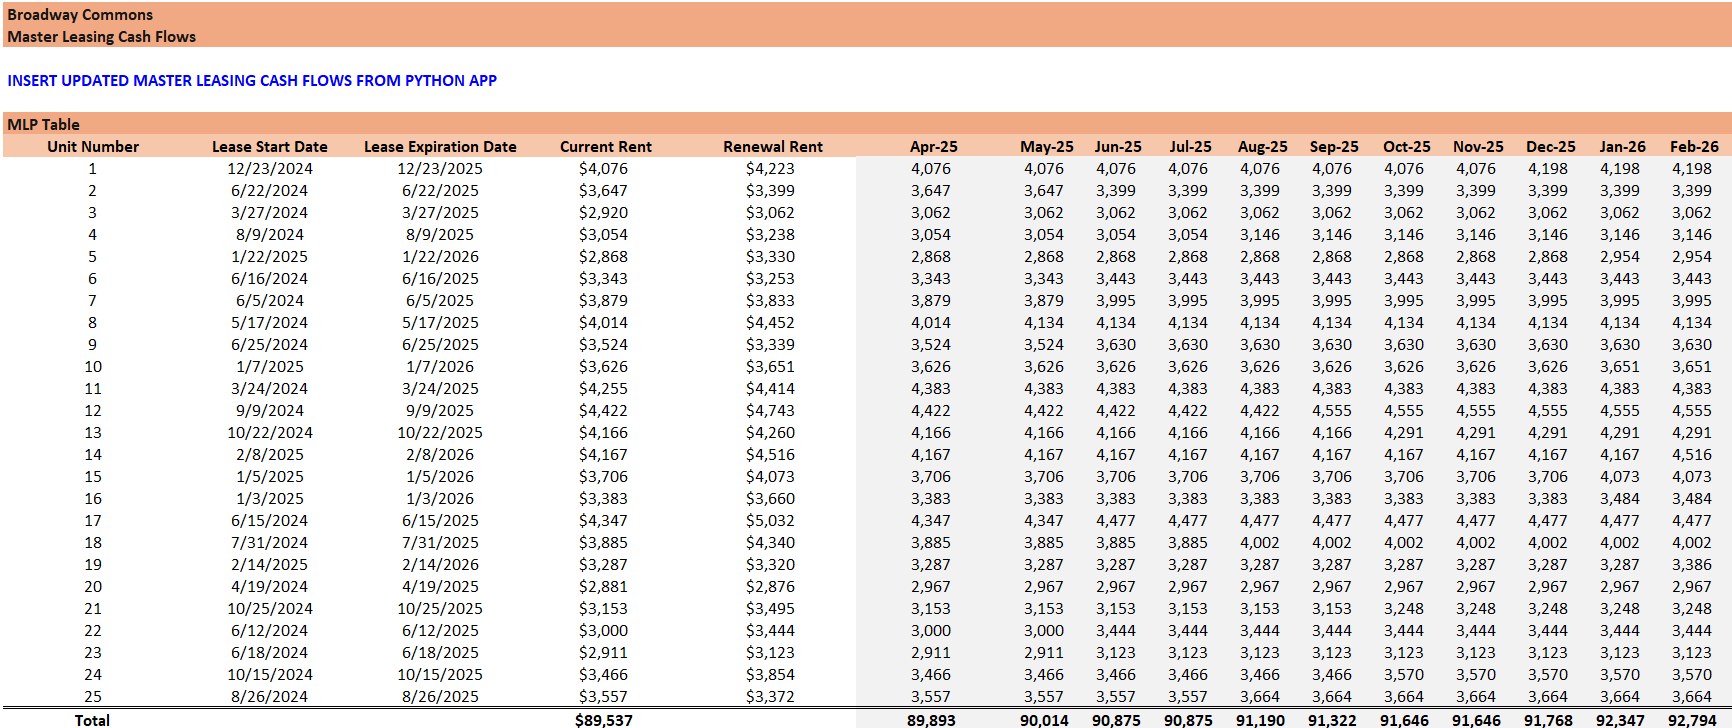 Broadway Commons
Master Leasing Cash Flows
INSERT UPDATED MASTER LEASING CASH FLOWS FROM PYTHON APP
MLP Table
Unit Number Lease Start Date Lease Expiration Date Current Rent Renewal Rent Apr-25 May-25 Jun-25 Jul-25 Aug-25 Sep-25 Oct-25 Nov-25 Dec-25 Jan-26 Feb-26
1 12/23/2024 12/23/2025 $4,076 $4,223 4,076 4,076 4,076 4,076 4,076 4,076 4,076 4,076 4,198 4,198 4,198
2 6/22/2024 6/22/2025 $3,647 $3,399 3,647 3,647 3,399 3,399 3,399 3,399 3,399 3,399 3,399 3,399 3,399
3 3/27/2024 3/27/2025 $2,920 $3,062 3,062 3,062 3,062 3,062 3,062 3,062 3,062 3,062 3,062 3,062 3,062
4 8/9/2024 8/9/2025 $3,054 $3,238 3,054 3,054 3,054 3,054 3,146 3,146 3,146 3,146 3,146 3,146 3,146
5 1/22/2025 1/22/2026 $2,868 $3,330 2,868 2,868 2,868 2,868 2,868 2,868 2,868 2,868 2,868 2,954 2,954
6 6/16/2024 6/16/2025 $3,343 $3,253 3,343 3,343 3,443 3,443 3,443 3,443 3,443 3,443 3,443 3,443 3,443
7 6/5/2024 6/5/2025 $3,879 $3,833 3,879 3,879 3,995 3,995 3,995 3,995 3,995 3,995 3,995 3,995 3,995
8 5/17/2024 5/17/2025 $4,014 $4,452 4,014 4,134 4,134 4,134 4,134 4,134 4,134 4,134 4,134 4,134 4,134
9 6/25/2024 6/25/2025 $3,524 $3,339 3,524 3,524 3,630 3,630 3,630 3,630 3,630 3,630 3,630 3,630 3,630
10 1/7/2025 1/7/2026 $3,626 $3,651 3,626 3,626 3,626 3,626 3,626 3,626 3,626 3,626 3,626 3,651 3,651
11 3/24/2024 3/24/2025 $4,255 $4,414 4,383 4,383 4,383 4,383 4,383 4,383 4,383 4,383 4,383 4,383 4,383
12 9/9/2024 9/9/2025 $4,422 $4,743 4,422 4,422 4,422 4,422 4,422 4,555 4,555 4,555 4,555 4,555 4,555
13 10/22/2024 10/22/2025 $4,166 $4,260 4,166 4,166 4,166 4,166 4,166 4,166 4,291 4,291 4,291 4,291 4,291
14 2/8/2025 2/8/2026 $4,167 $4,516 4,167 4,167 4,167 4,167 4,167 4,167 4,167 4,167 4,167 4,167 4,516
15 1/5/2025 1/5/2026 $3,706 $4,073 3,706 3,706 3,706 3,706 3,706 3,706 3,706 3,706 3,706 4,073 4,073
16 1/3/2025 1/3/2026 $3,383 $3,660 3,383 3,383 3,383 3,383 3,383 3,383 3,383 3,383 3,383 3,484 3,484
17 6/15/2024 6/15/2025 $4,347 $5,032 4,347 4,347 4,477 4,477 4,477 4,477 4,477 4,477 4,477 4,477 4,477
18 7/31/2024 7/31/2025 $3,885 $4,340 3,885 3,885 3,885 3,885 4,002 4,002 4,002 4,002 4,002 4,002 4,002
19 2/14/2025 2/14/2026 $3,287 $3,320 3,287 3,287 3,287 3,287 3,287 3,287 3,287 3,287 3,287 3,287 3,386
20 4/19/2024 4/19/2025 $2,881 $2,876 2,967 2,967 2,967 2,967 2,967 2,967 2,967 2,967 2,967 2,967 2,967
21 10/25/2024 10/25/2025 $3,153 $3,495 3,153 3,153 3,153 3,153 3,153 3,153 3,248 3,248 3,248 3,248 3,248
22 6/12/2024 6/12/2025 $3,000 $3,444 3,000 3,000 3,444 3,444 3,444 3,444 3,444 3,444 3,444 3,444 3,444
23 6/18/2024 6/18/2025 $2,911 $3,123 2,911 2,911 3,123 3,123 3,123 3,123 3,123 3,123 3,123 3,123 3,123
24 10/15/2024 10/15/2025 $3,466 $3,854 3,466 3,466 3,466 3,466 3,466 3,466 3,570 3,570 3,570 3,570 3,570
25 8/26/2024 8/26/2025 $3,557 $3,372 3,557 3,557 3,557 3,557 3,664 3,664 3,664 3,664 3,664 3,664 3,664
Total $89,537 89,893 90,014 90,875 90,875 91,190 91,322 91,646 91,646 91,768 92,347 92,794